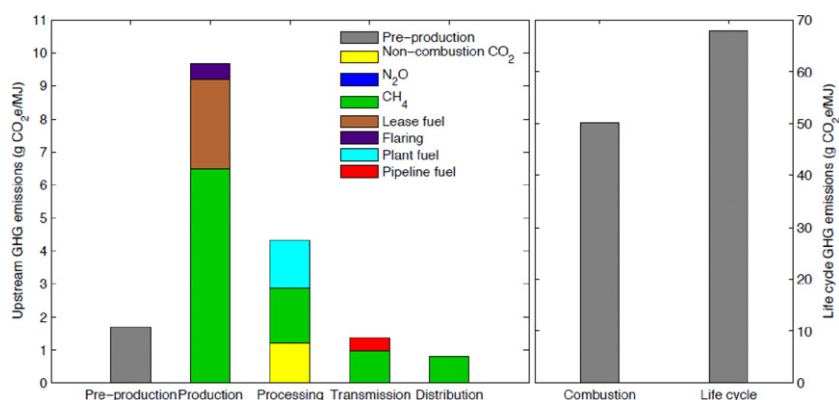 Upstream GHG emissions (g CO₂e/MJ)
11
10
9
8
7
6
5
4
3
2
1
0
Pre-production
Non-combustion CO₂
N₂O
CH₄
Lease fuel
Flaring
Plant fuel
Pipeline fuel
Pre-production Production Processing Transmission Distribution
70
60
50
40
30
20
10
0
Life cycle GHG emissions (g CO₂e/MJ)
Combustion Life cycle